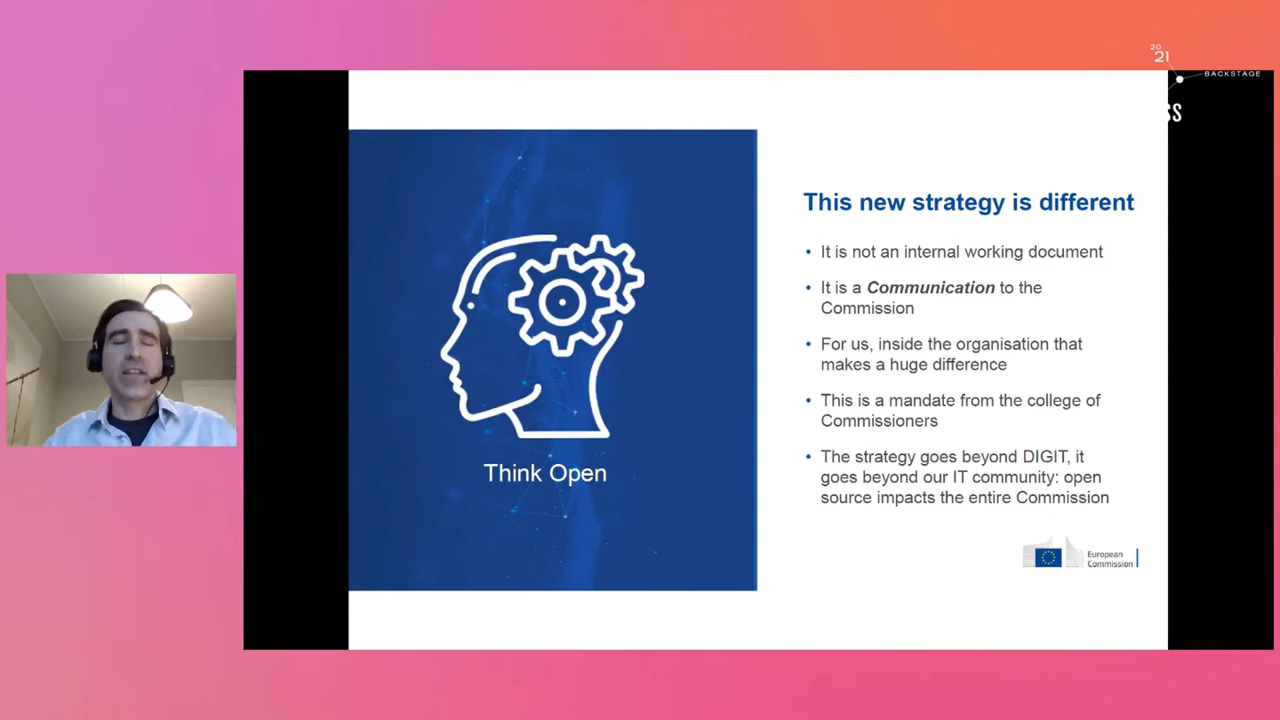 20
21
BACKSTAGE
SS
This new strategy is different
• It is not an internal working document
• It is a Communication to the
Commission
• For us, inside the organisation that
makes a huge difference
• This is a mandate from the college of
Commissioners
• The strategy goes beyond DIGIT, it
goes beyond our IT community: open
source impacts the entire Commission
Think Open
European
Commission